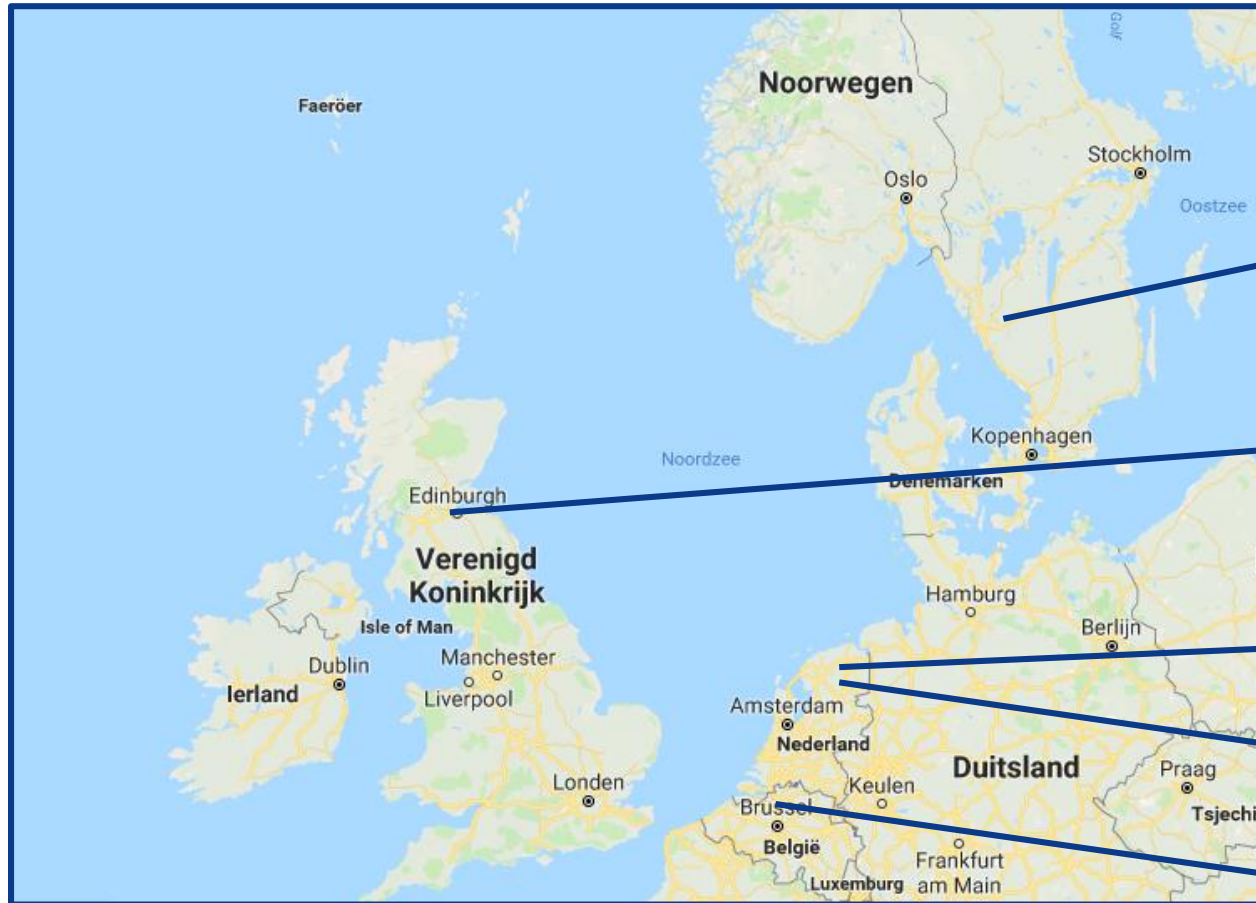 Golf
Noorwegen
Faeröer
Stockholm
Oslo
Oostzee
Kopenhagen
Noordzee
Denemarken
Edinburgh
Verenigd
Koninkrijk
Hamburg
Isle of Man
Berlijn
Manchester
Dublin
Ierland
Liverpool
Amsterdam
Nederland
Duitsland
Praag
Londen
Keulen
Brussel
Tsjechi
België
Frankfurt
am Main
Luxemburg